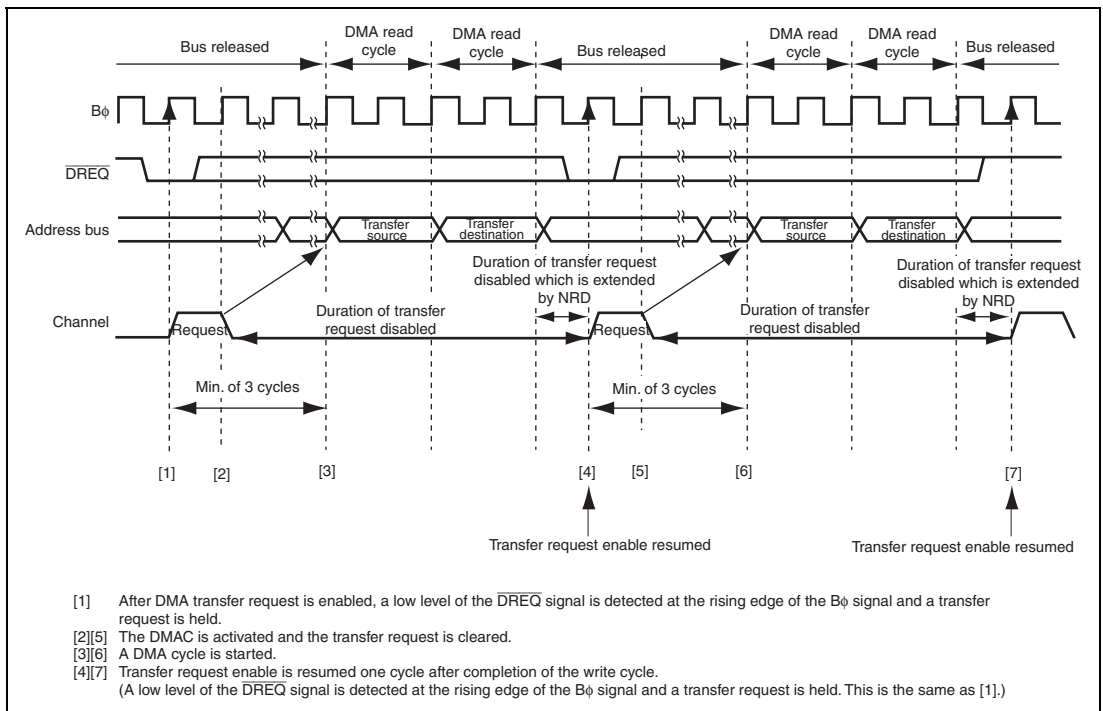 Bus released
DMA read
cycle
DMA read
cycle
Bus released
DMA read
cycle
DMA read
cycle
Bus released
Bφ
DREQ
Address bus
Transfer
source
Transfer
destination
Transfer
source
Transfer
destination
Duration of transfer request
disabled which is extended
by NRD
Duration of transfer request
disabled which is extended
by NRD
Channel
Request
Duration of transfer
request disabled
Request
Duration of transfer
request disabled
Min. of 3 cycles
Min. of 3 cycles
[1]
[2]
[3]
[4]
[5]
[6]
[7]
Transfer request enable resumed
Transfer request enable resumed
[1] After DMA transfer request is enabled, a low level of the DREQ signal is detected at the rising edge of the Bφ signal and a transfer
request is held.
[2][5] The DMAC is activated and the transfer request is cleared.
[3][6] A DMA cycle is started.
[4][7] Transfer request enable is resumed one cycle after completion of the write cycle.
(A low level of the DREQ signal is detected at the rising edge of the Bφ signal and a transfer request is held. This is the same as [1].)